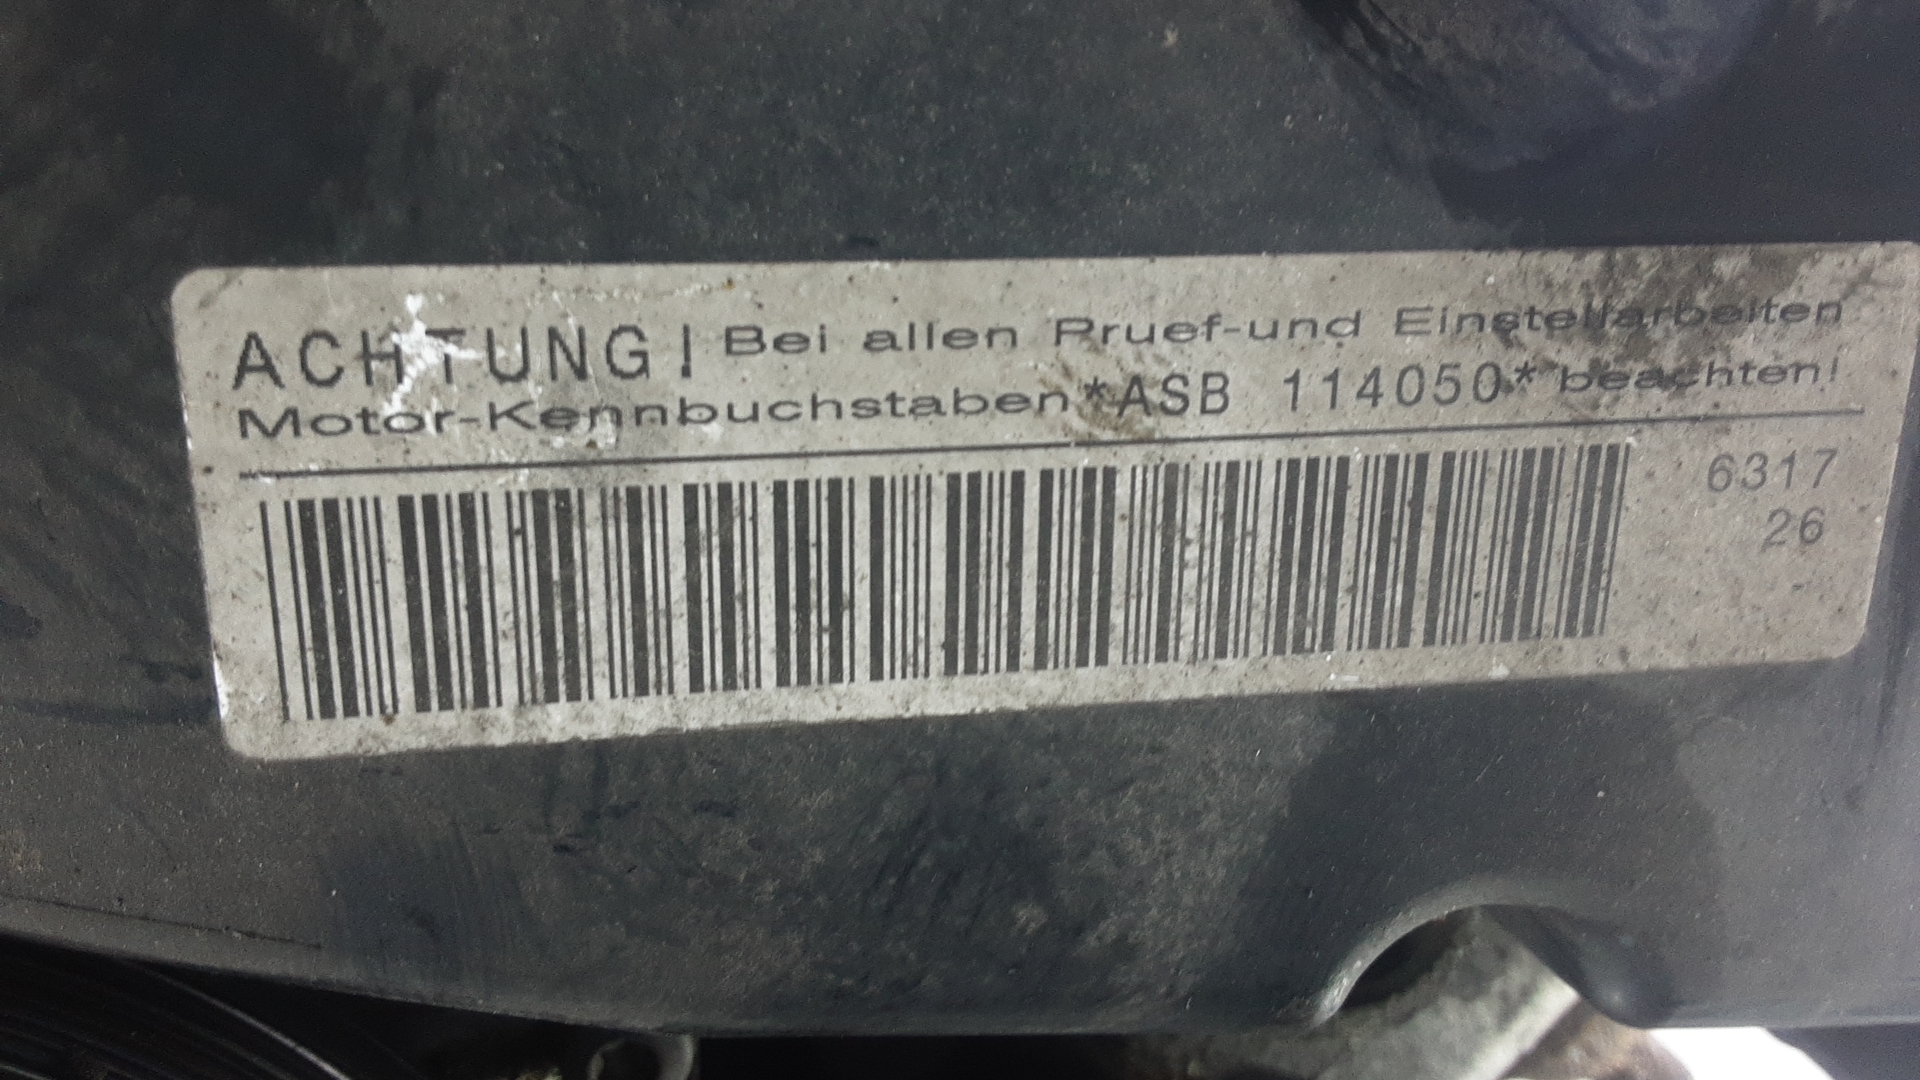 ACHTUNG! Bei allen Pruef-und Einstellarbeiten
Motor-Kennbuchstaben *ASB 114050* beachten!
6317
26